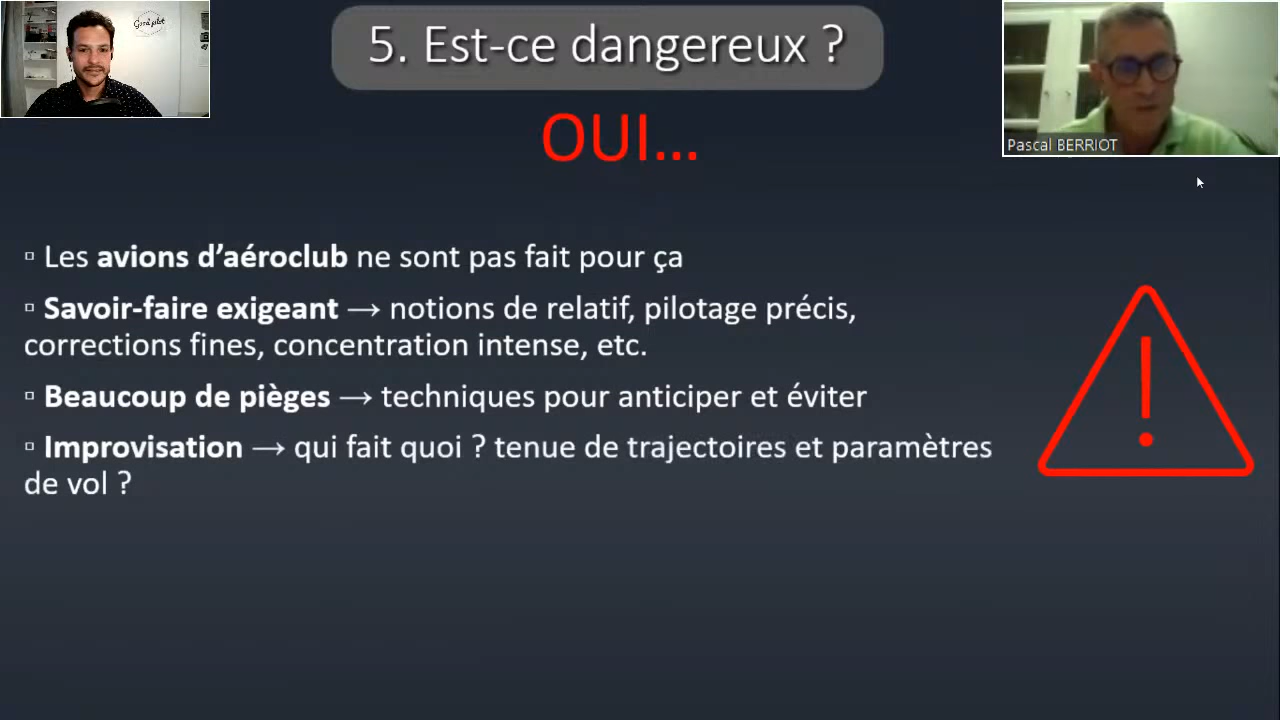 Good pilot
5. Est-ce dangereux ?
OUI...
Pascal BERRIOT
▫ Les avions d’aéroclub ne sont pas fait pour ça
▫ Savoir-faire exigeant → notions de relatif, pilotage précis,
corrections fines, concentration intense, etc.
▫ Beaucoup de pièges → techniques pour anticiper et éviter
▫ Improvisation → qui fait quoi ? tenue de trajectoires et paramètres
de vol ?